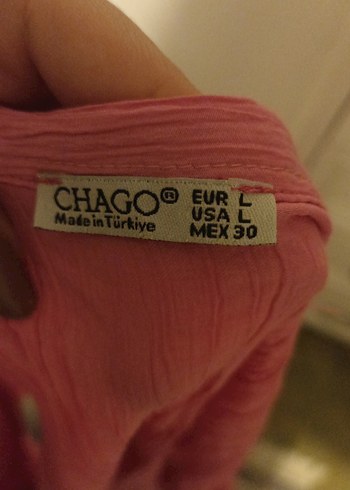 CHAGO®
Made in Türkiye
EUR L
USA L
MEX 30